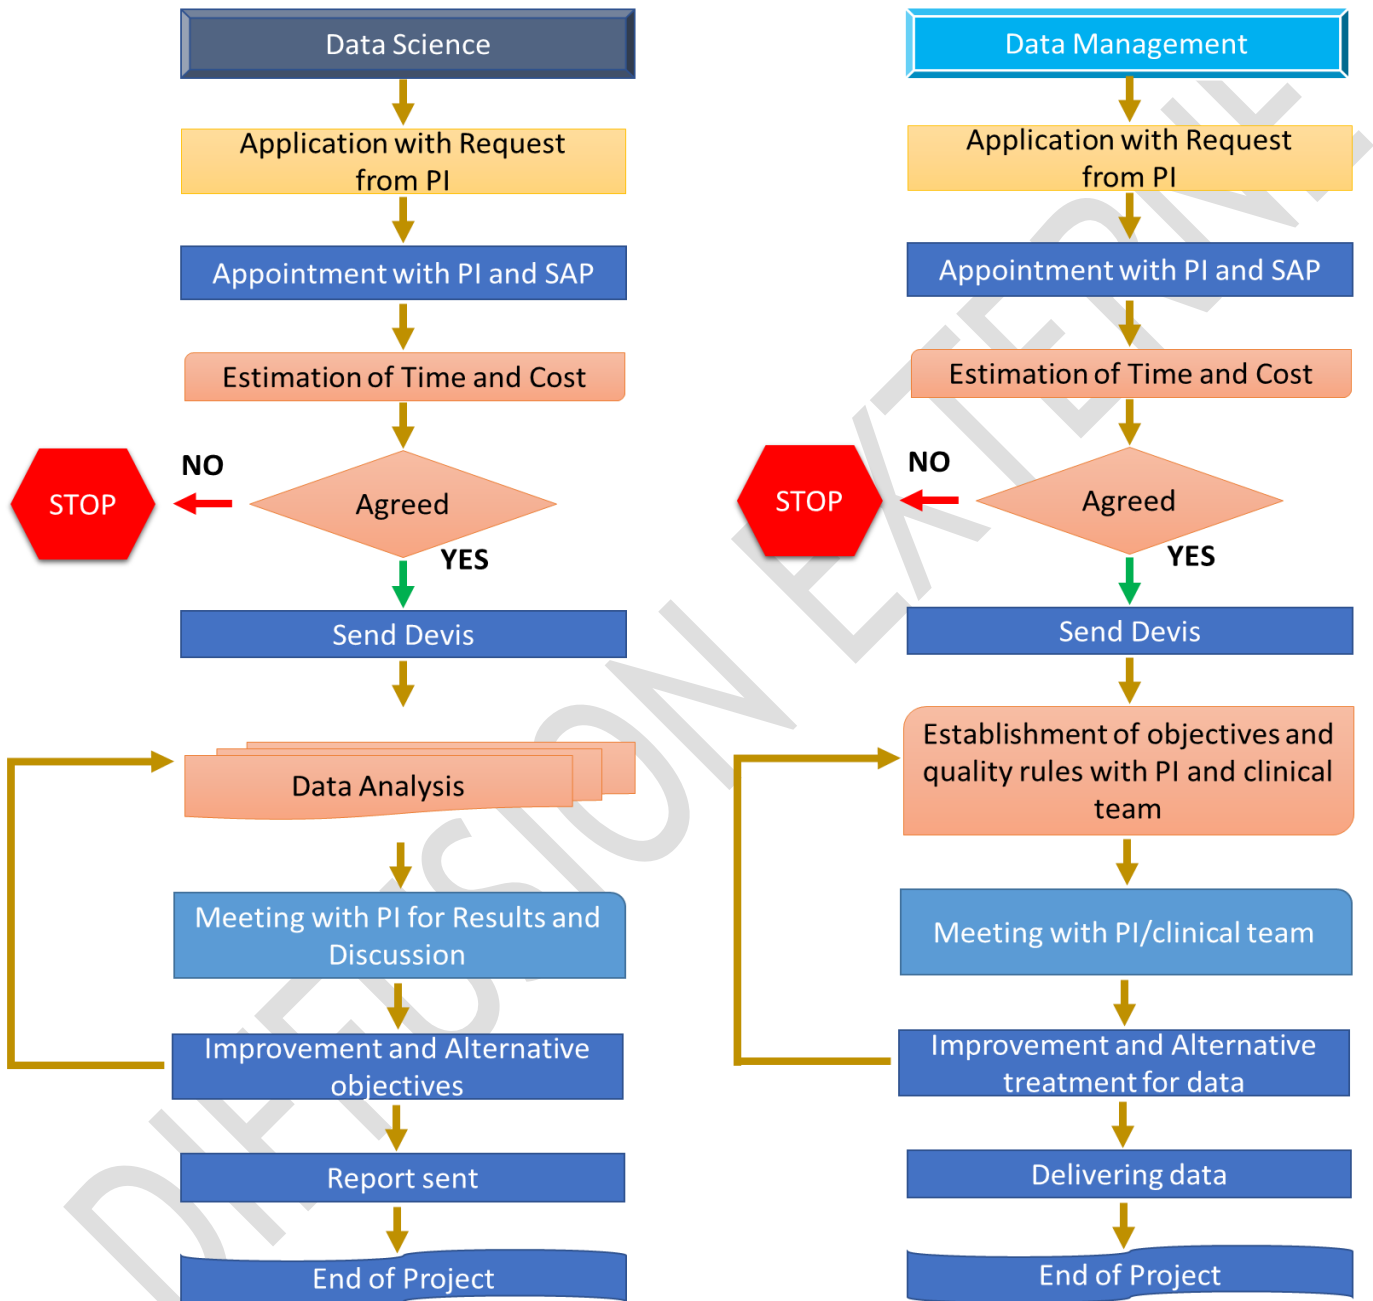 Data Science
Application with Request
from PI
Appointment with PI and SAP
Estimation of Time and Cost
NO
STOP
Agreed
YES
Send Devis
Data Analysis
Meeting with PI for Results and
Discussion
Improvement and Alternative
objectives
Report sent
End of Project
Data Management
Application with Request
from PI
Appointment with PI and SAP
Estimation of Time and Cost
NO
STOP
Agreed
YES
Send Devis
Establishment of objectives and
quality rules with PI and clinical
team
Meeting with PI/clinical team
Improvement and Alternative
treatment for data
Delivering data
End of Project
DIFFUSION EXTERNE